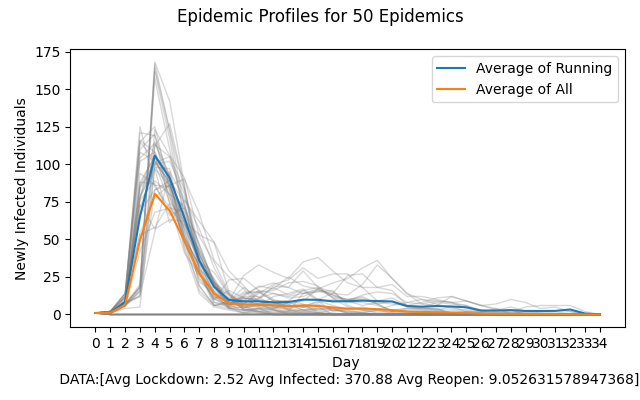 Epidemic Profiles for 50 Epidemics
Average of Running
Average of All
175
150
125
100
75
50
25
0
Newly Infected Individuals
0 1 2 3 4 5 6 7 8 9 10 11 12 13 14 15 16 17 18 19 20 21 22 23 24 25 26 27 28 29 30 31 32 33 34
Day
DATA:[Avg Lockdown: 2.52 Avg Infected: 370.88 Avg Reopen: 9.052631578947368]